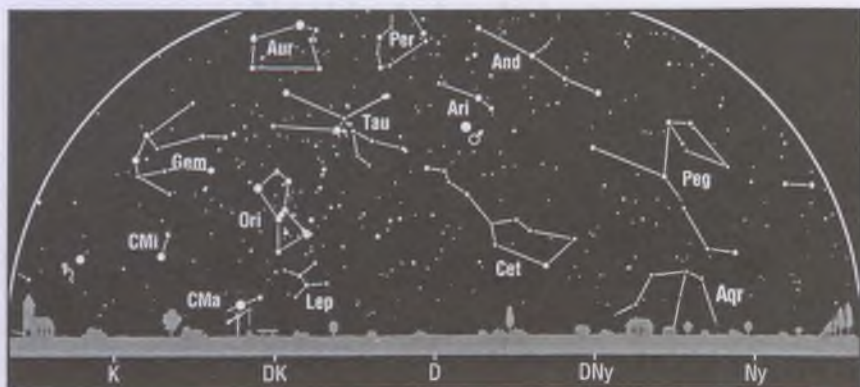 Aur Per And
Ari
Tau
Gem Peg
Ori
CMi
♄ Cet
CMa Lep Aqr
♂
K DK D DNy Ny